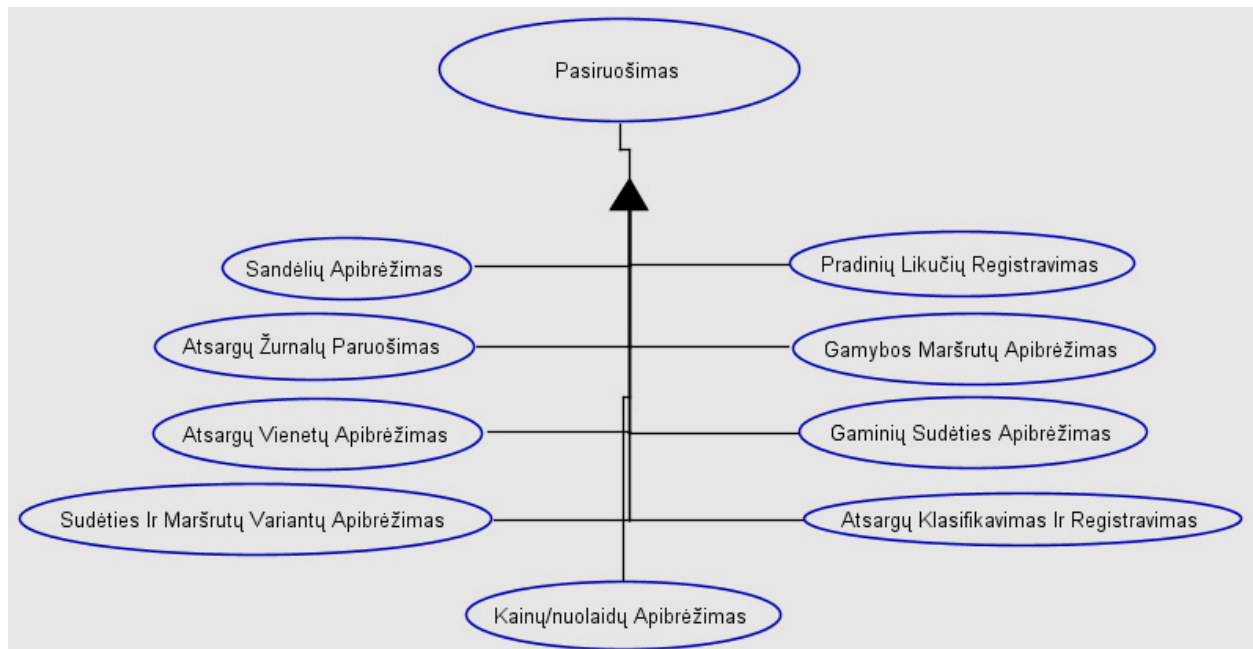 Pasiruošimas
Sandėlių Apibrėžimas
Pradinių Likučių Registravimas
Atsargų Žurnalų Paruošimas
Gamybos Maršrutų Apibrėžimas
Atsargų Vienetų Apibrėžimas
Gaminių Sudėties Apibrėžimas
Sudėties Ir Maršrutų Variantų Apibrėžimas
Atsargų Klasifikavimas Ir Registravimas
Kainų/nuolaidų Apibrėžimas